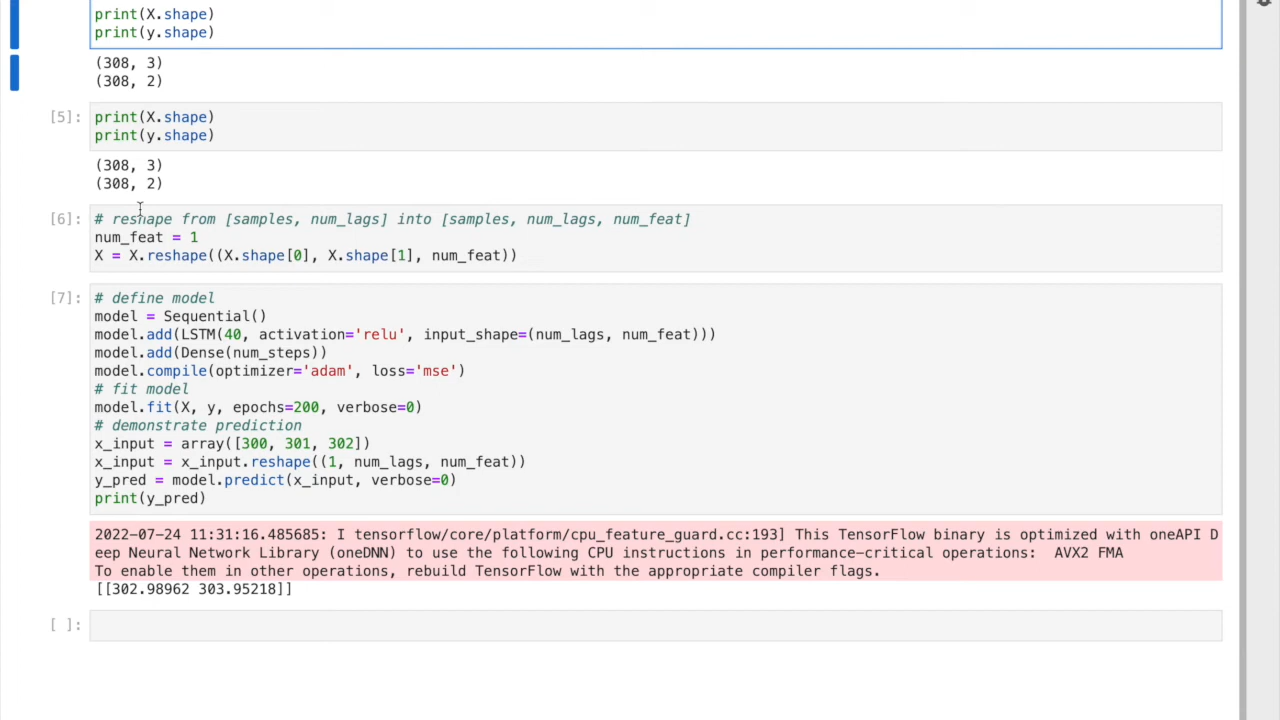 print(X.shape)
print(y.shape)
(308, 3)
(308, 2)
[5]: print(X.shape)
print(y.shape)
(308, 3)
(308, 2)
[6]: # reshape from [samples, num_lags] into [samples, num_lags, num_feat]
num_feat = 1
X = X.reshape((X.shape[0], X.shape[1], num_feat))
[7]: # define model
model = Sequential()
model.add(LSTM(40, activation='relu', input_shape=(num_lags, num_feat)))
model.add(Dense(num_steps))
model.compile(optimizer='adam', loss='mse')
# fit model
model.fit(X, y, epochs=200, verbose=0)
# demonstrate prediction
x_input = array([300, 301, 302])
x_input = x_input.reshape((1, num_lags, num_feat))
y_pred = model.predict(x_input, verbose=0)
print(y_pred)
2022-07-24 11:31:16.485685: I tensorflow/core/platform/cpu_feature_guard.cc:193] This TensorFlow binary is optimized with oneAPI D
eep Neural Network Library (oneDNN) to use the following CPU instructions in performance-critical operations:  AVX2 FMA
To enable them in other operations, rebuild TensorFlow with the appropriate compiler flags.
[[302.98962 303.95218]]
[ ]: